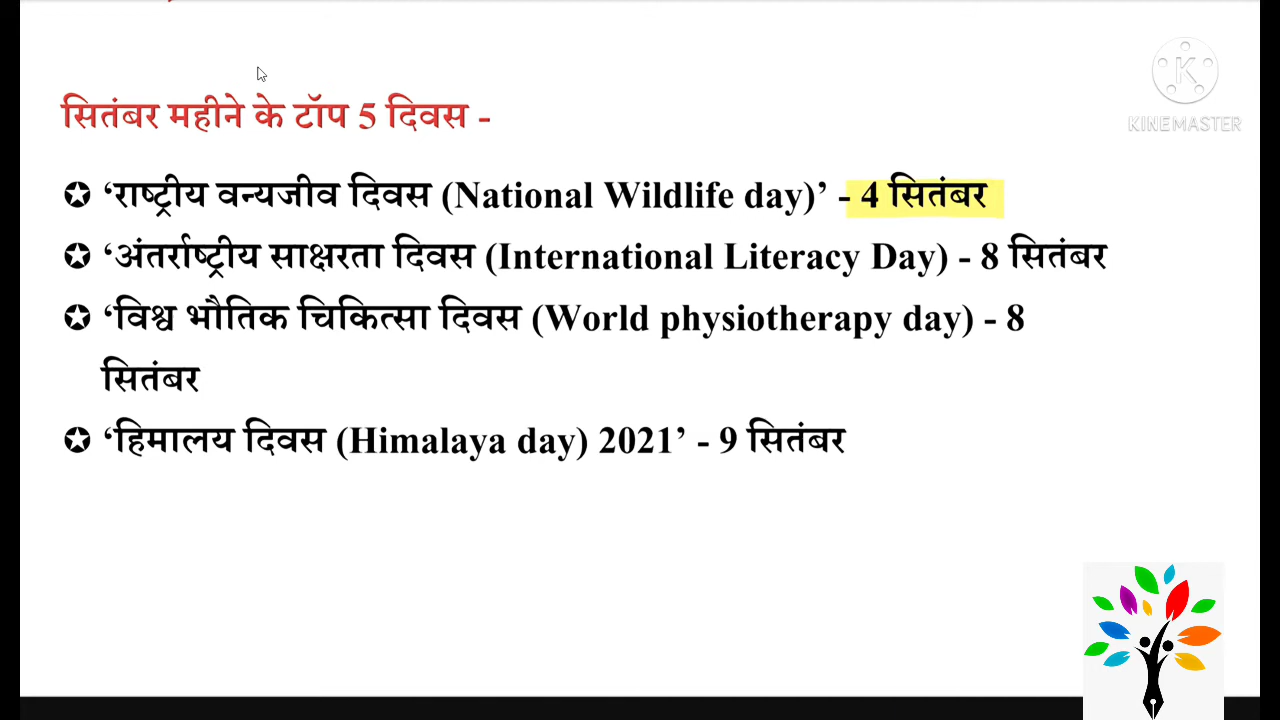 KINEMASTER
सितंबर महीने के टॉप 5 दिवस -
✪ ‘राष्ट्रीय वन्यजीव दिवस (National Wildlife day)’ - 4 सितंबर
✪ ‘अंतर्राष्ट्रीय साक्षरता दिवस (International Literacy Day) - 8 सितंबर
✪ ‘विश्व भौतिक चिकित्सा दिवस (World physiotherapy day) - 8
सितंबर
✪ ‘हिमालय दिवस (Himalaya day) 2021’ - 9 सितंबर